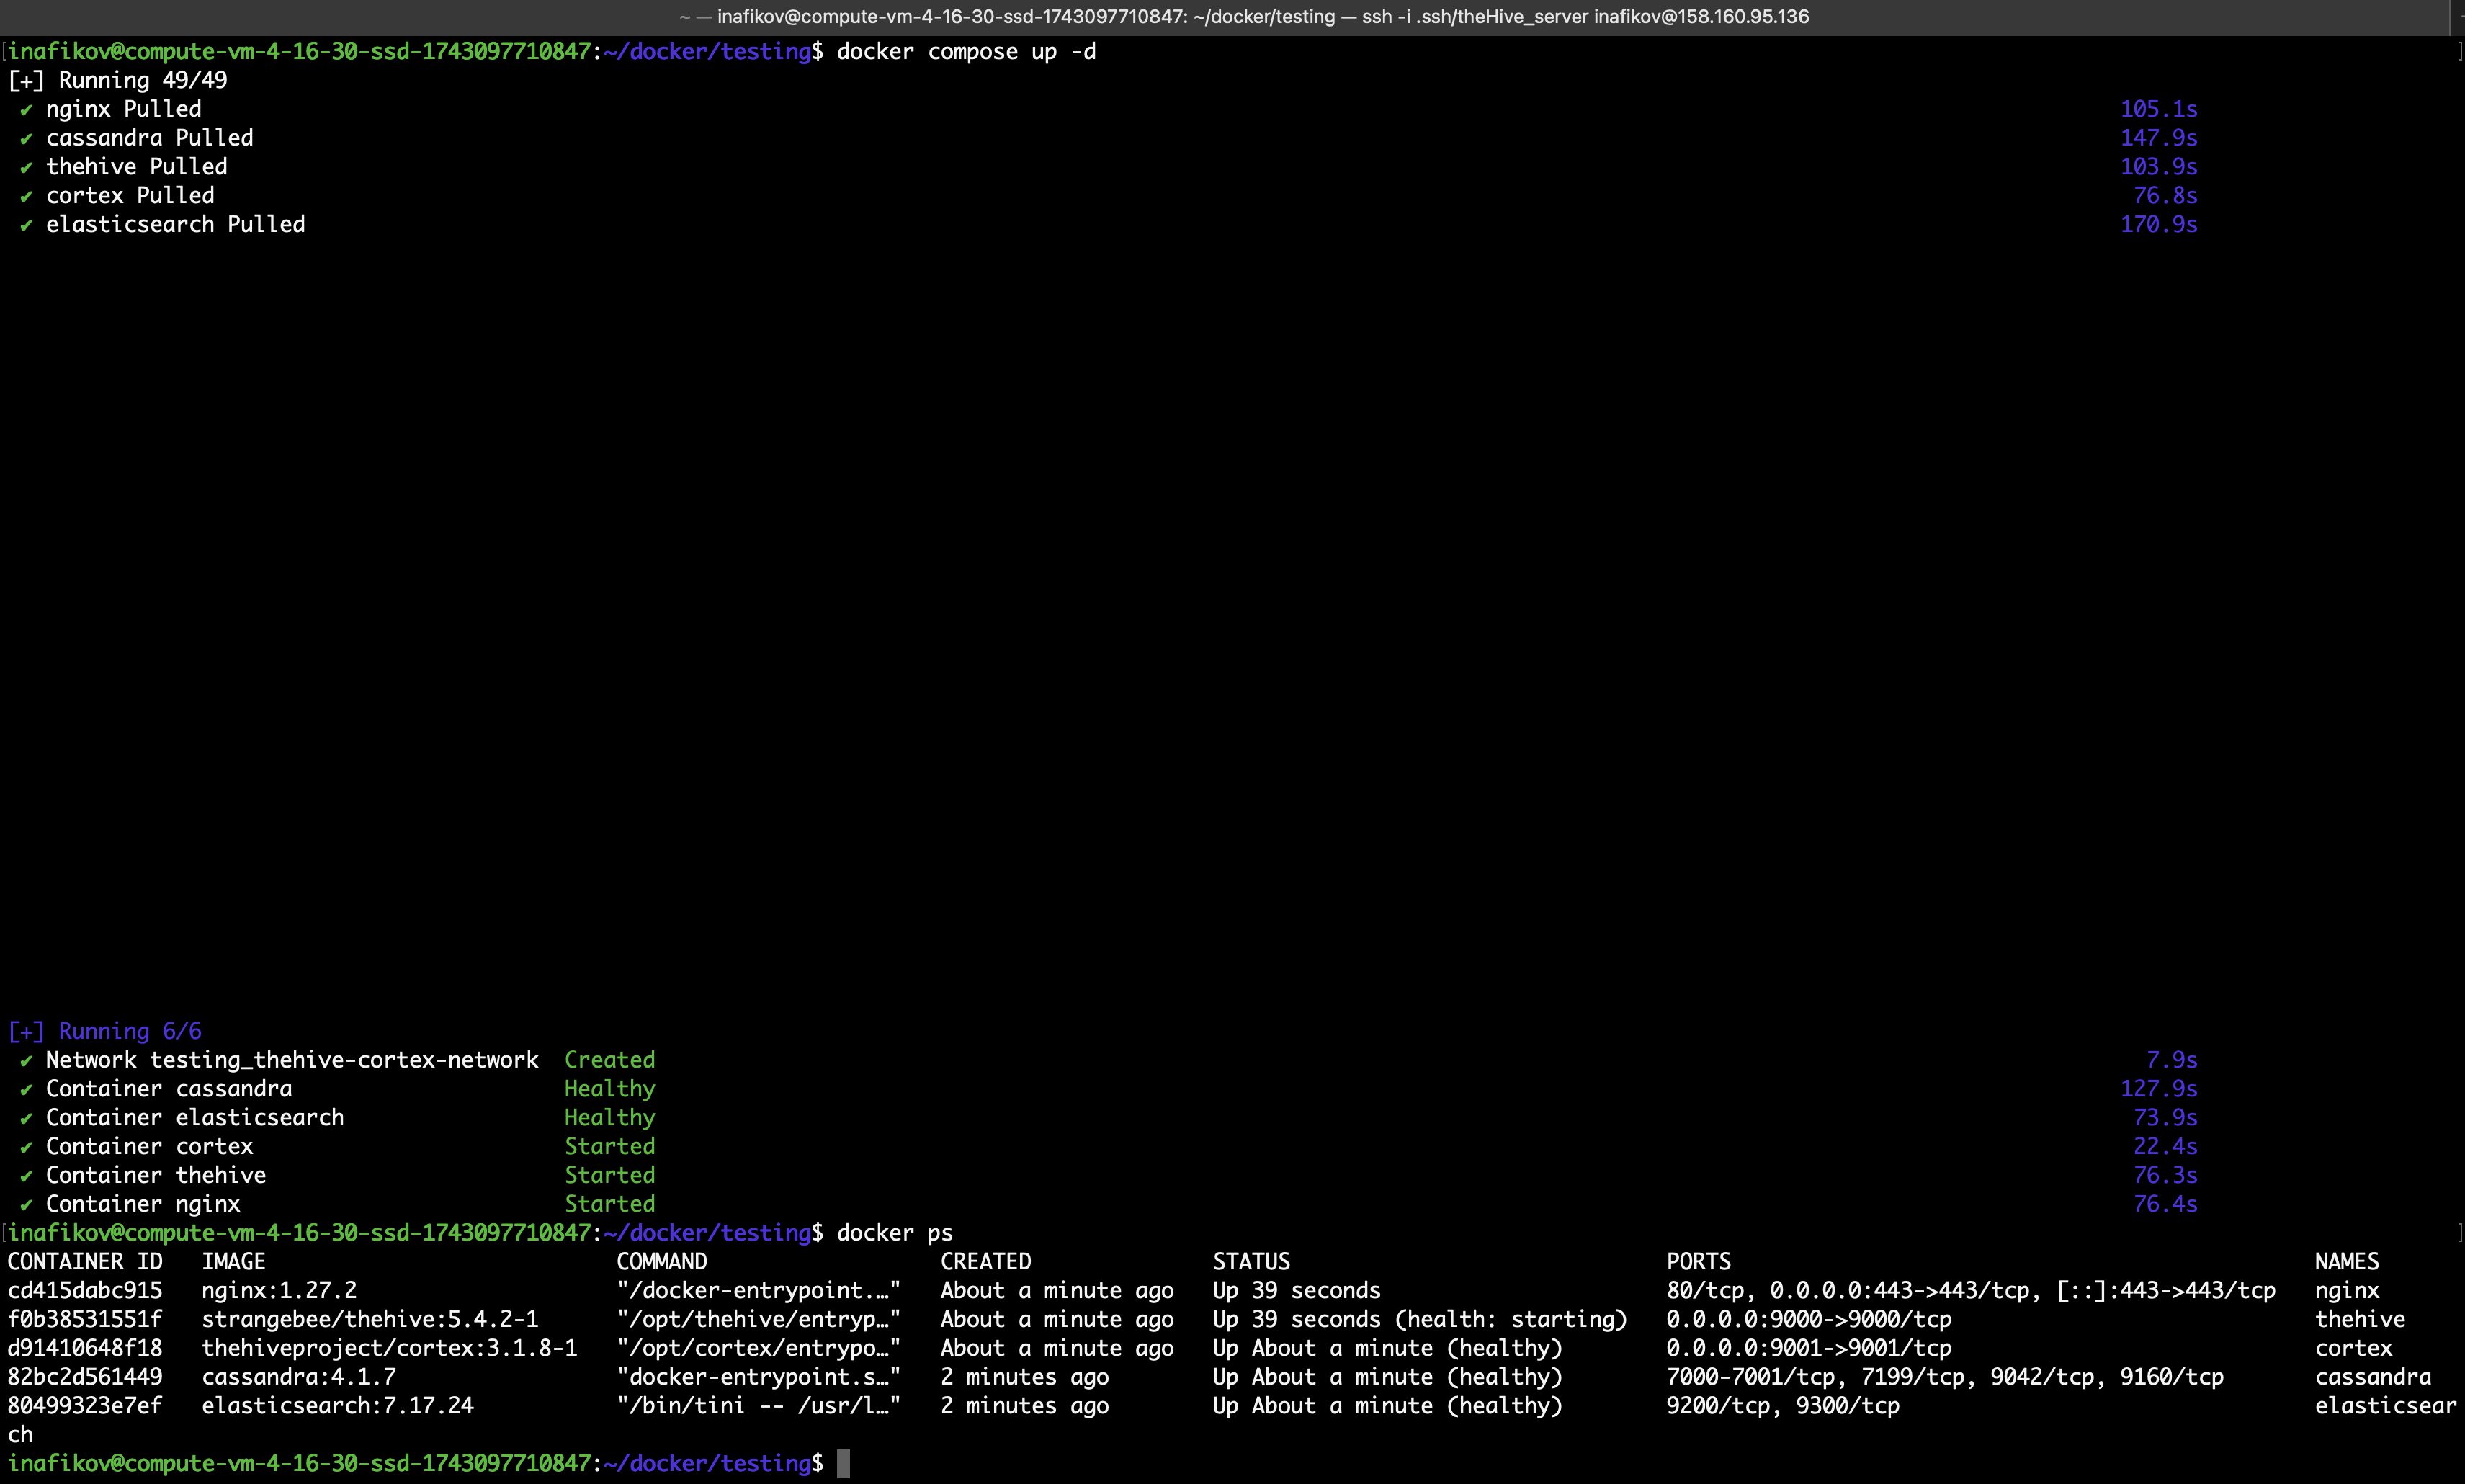 ~ — inafikov@compute-vm-4-16-30-ssd-1743097710847: ~/docker/testing — ssh -i .ssh/theHive_server inafikov@158.160.95.136
[inafikov@compute-vm-4-16-30-ssd-1743097710847:~/docker/testing$ docker compose up -d ]
[+] Running 49/49
✔ nginx Pulled 105.1s
✔ cassandra Pulled 147.9s
✔ thehive Pulled 103.9s
✔ cortex Pulled 76.8s
✔ elasticsearch Pulled 170.9s
[+] Running 6/6
✔ Network testing_thehive-cortex-network Created 7.9s
✔ Container cassandra Healthy 127.9s
✔ Container elasticsearch Healthy 73.9s
✔ Container cortex Started 22.4s
✔ Container thehive Started 76.3s
✔ Container nginx Started 76.4s
[inafikov@compute-vm-4-16-30-ssd-1743097710847:~/docker/testing$ docker ps ]
CONTAINER ID IMAGE COMMAND CREATED STATUS PORTS NAMES
cd415dabc915 nginx:1.27.2 "/docker-entrypoint.…" About a minute ago Up 39 seconds 80/tcp, 0.0.0.0:443->443/tcp, [::]:443->443/tcp nginx
f0b38531551f strangebee/thehive:5.4.2-1 "/opt/thehive/entryp…" About a minute ago Up 39 seconds (health: starting) 0.0.0.0:9000->9000/tcp thehive
d91410648f18 thehiveproject/cortex:3.1.8-1 "/opt/cortex/entrypo…" About a minute ago Up About a minute (healthy) 0.0.0.0:9001->9001/tcp cortex
82bc2d561449 cassandra:4.1.7 "docker-entrypoint.s…" 2 minutes ago Up About a minute (healthy) 7000-7001/tcp, 7199/tcp, 9042/tcp, 9160/tcp cassandra
80499323e7ef elasticsearch:7.17.24 "/bin/tini -- /usr/l…" 2 minutes ago Up About a minute (healthy) 9200/tcp, 9300/tcp elasticsear
ch
inafikov@compute-vm-4-16-30-ssd-1743097710847:~/docker/testing$